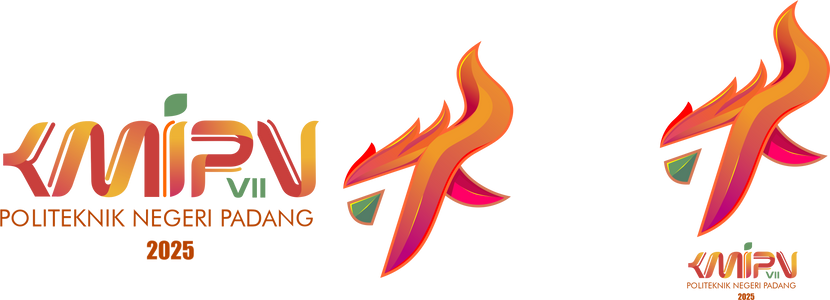 KMIPN
VII
POLITEKNIK NEGERI PADANG
2025
KMIPN
VII
POLITEKNIK NEGERI PADANG
2025